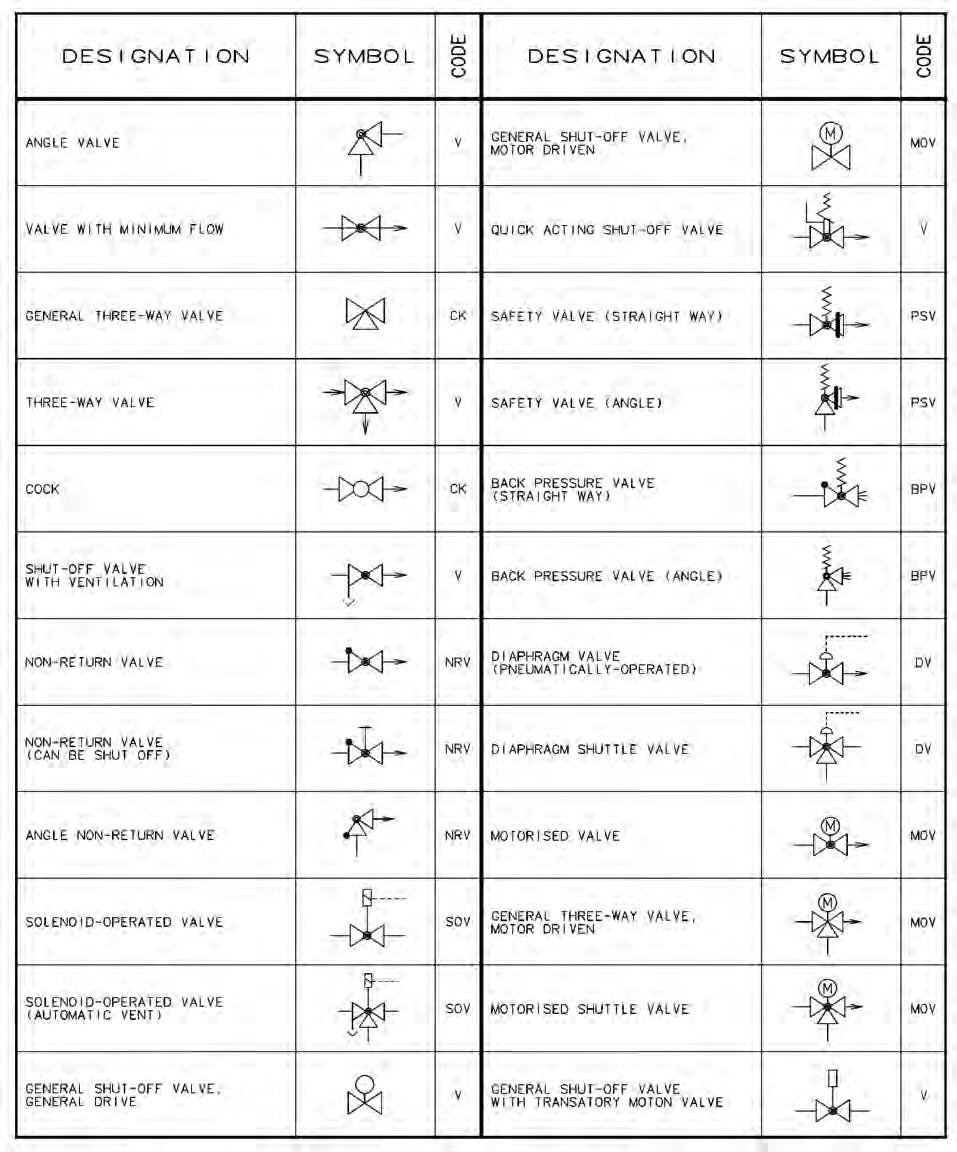 DESIGNATION SYMBOL CODE DESIGNATION SYMBOL CODE
ANGLE VALVE V
GENERAL SHUT-OFF VALVE,
MOTOR DRIVEN
M
MOV
VALVE WITH MINIMUM FLOW V QUICK ACTING SHUT-OFF VALVE V
GENERAL THREE-WAY VALVE CK SAFETY VALVE (STRAIGHT WAY) PSV
THREE-WAY VALVE V SAFETY VALVE (ANGLE) PSV
COCK CK
BACK PRESSURE VALVE
(STRAIGHT WAY)
BPV
SHUT-OFF VALVE
WITH VENTILATION
V
BACK PRESSURE VALVE (ANGLE) BPV
NON-RETURN VALVE NRV
DIAPHRAGM VALVE
(PNEUMATICALLY-OPERATED)
DV
NON-RETURN VALVE
(CAN BE SHUT OFF)
NRV
DIAPHRAGM SHUTTLE VALVE DV
ANGLE NON-RETURN VALVE NRV MOTORISED VALVE M MOV
SOLENOID-OPERATED VALVE SOV
GENERAL THREE-WAY VALVE,
MOTOR DRIVEN
M
MOV
SOLENOID-OPERATED VALVE
(AUTOMATIC VENT)
SOV
MOTORISED SHUTTLE VALVE M MOV
GENERAL SHUT-OFF VALVE,
GENERAL DRIVE
V
GENERAL SHUT-OFF VALVE
WITH TRANSATORY MOTON VALVE
V